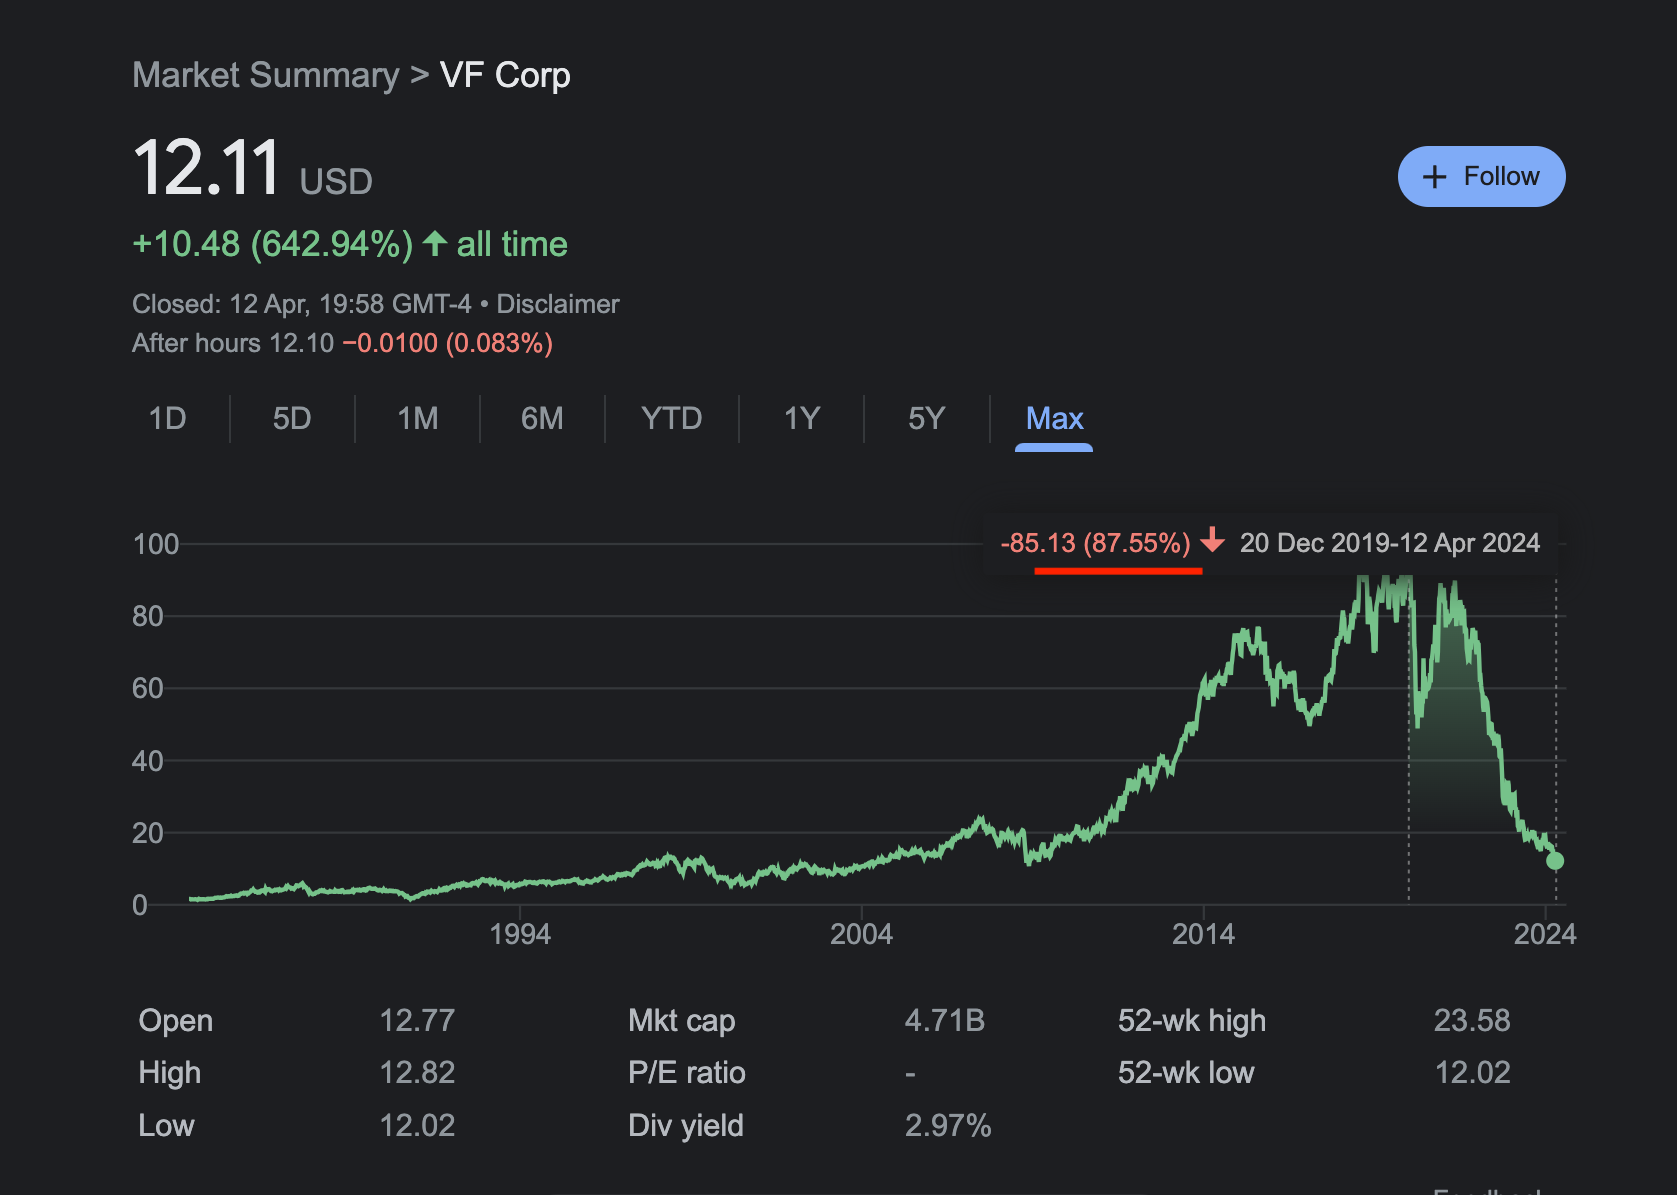 Market Summary > VF Corp
12.11 USD
+ Follow
+10.48 (642.94%) ↑ all time
Closed: 12 Apr, 19:58 GMT-4 • Disclaimer
After hours 12.10 −0.0100 (0.083%)
1D 5D 1M 6M YTD 1Y 5Y Max
-85.13 (87.55%) ↓ 20 Dec 2019-12 Apr 2024
100
80
60
40
20
0
1994 2004 2014 2024
Open 12.77 Mkt cap 4.71B 52-wk high 23.58
High 12.82 P/E ratio - 52-wk low 12.02
Low 12.02 Div yield 2.97%